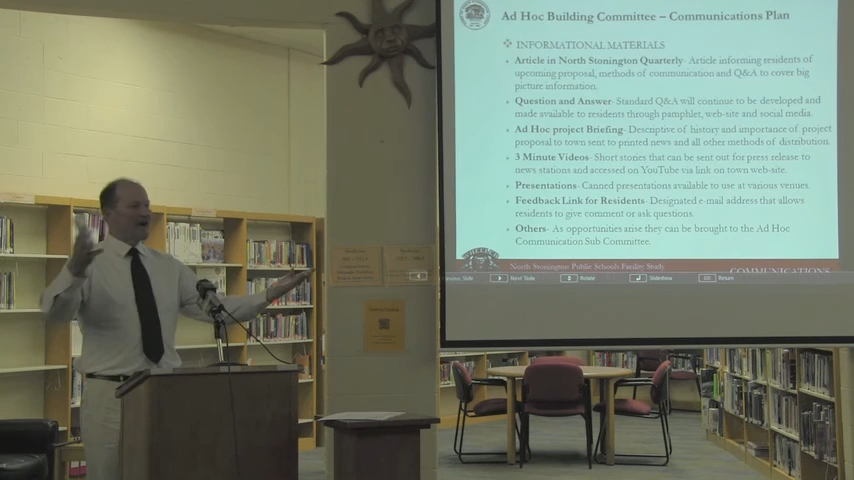 Ad Hoc Building Committee – Communications Plan
❖ INFORMATIONAL MATERIALS
• Article in North Stonington Quarterly- Article informing residents of
upcoming proposal, methods of communication and Q&A to cover big
picture information.
• Question and Answer- Standard Q&A will continue to be developed and
made available to residents through pamphlet, web-site and social media.
• Ad Hoc project Briefing- Descriptive of history and importance of project
proposal to town sent to printed news and all other methods of distribution.
• 3 Minute Videos- Short stories that can be sent out for press release to
news stations and accessed on YouTube via link on town web-site.
• Presentations- Canned presentations available to use at various venues.
• Feedback Link for Residents- Designated e-mail address that allows
residents to give comment or ask questions.
• Others- As opportunities arise they can be brought to the Ad Hoc
Communication Sub Committee.
North Stonington Public Schools Facility Study
COMMUNICATIONS
Slide Next Slide Rotate Slideshow Return